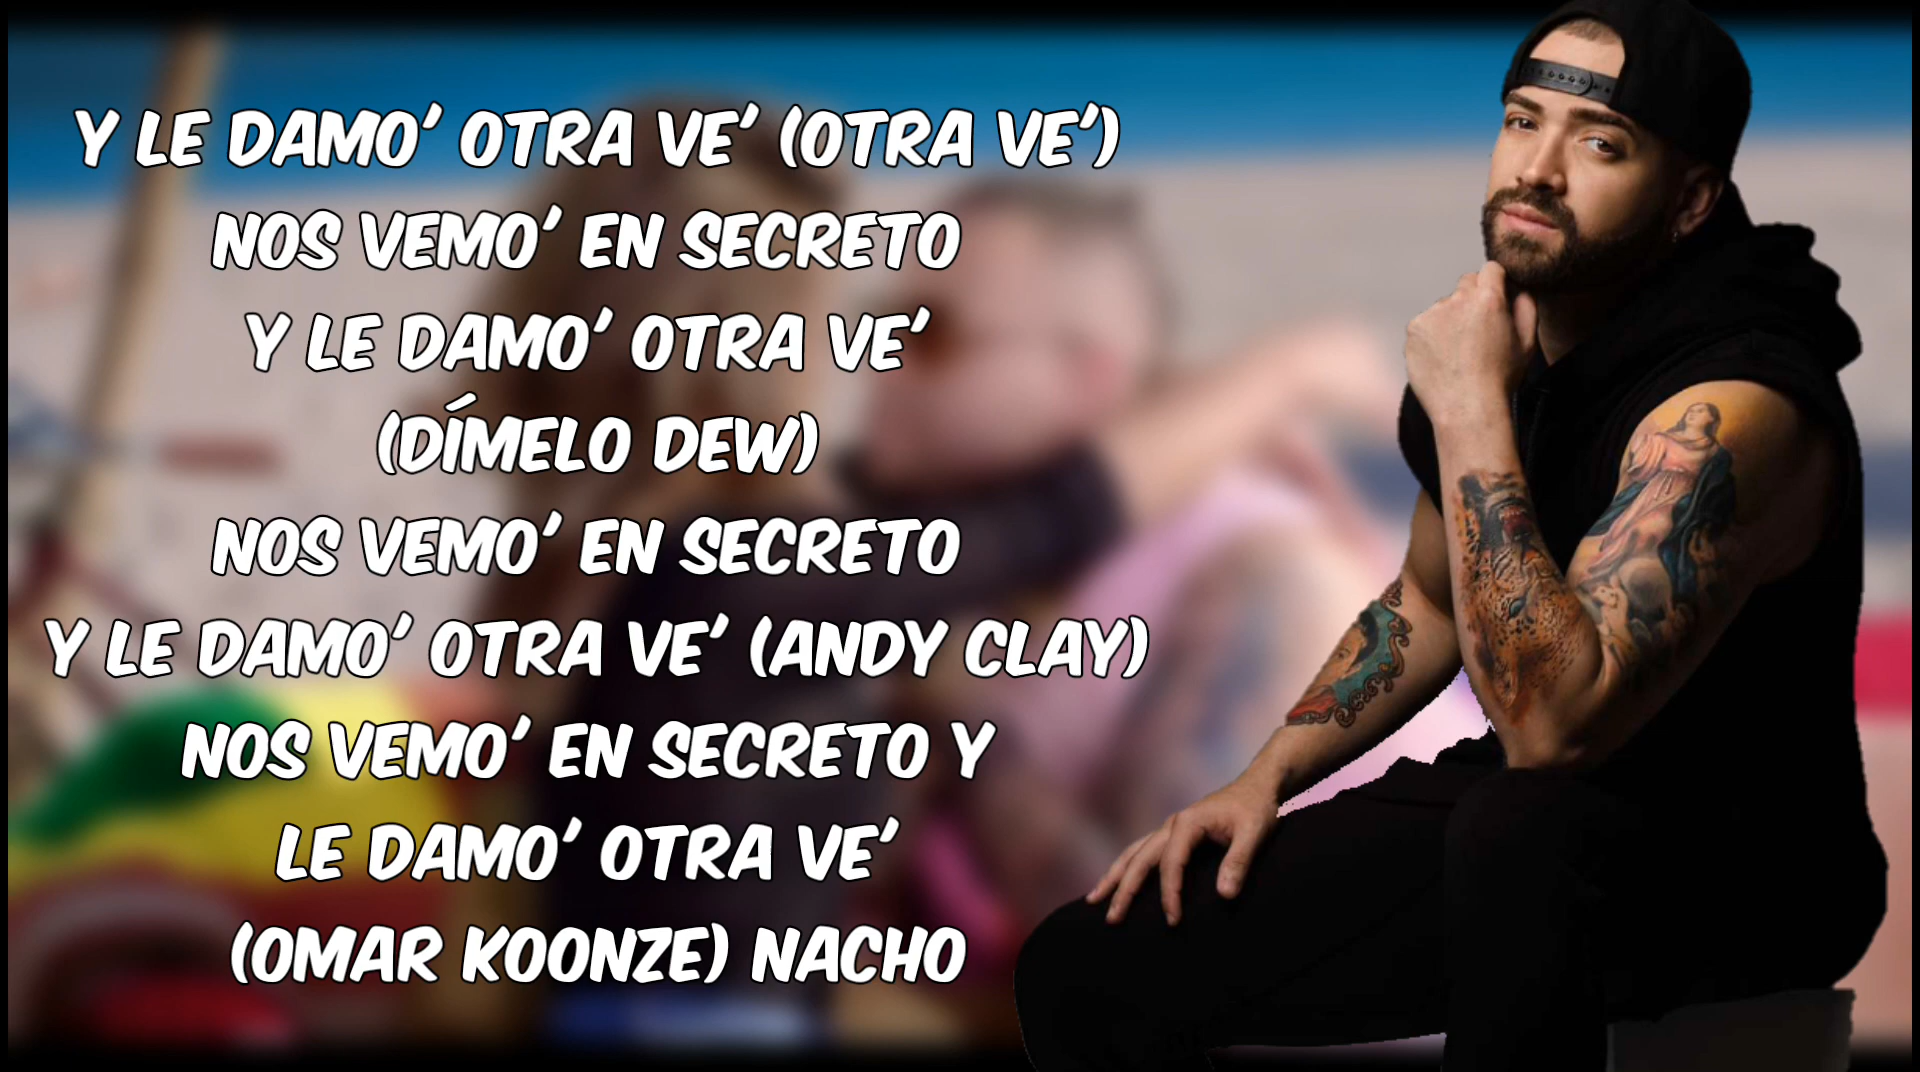 Y LE DAMO' OTRA VE' (OTRA VE')
NOS VEMO' EN SECRETO
Y LE DAMO' OTRA VE'
(DÍMELO DEW)
NOS VEMO' EN SECRETO
Y LE DAMO' OTRA VE' (ANDY CLAY)
NOS VEMO' EN SECRETO Y
LE DAMO' OTRA VE'
(OMAR KOONZE) NACHO